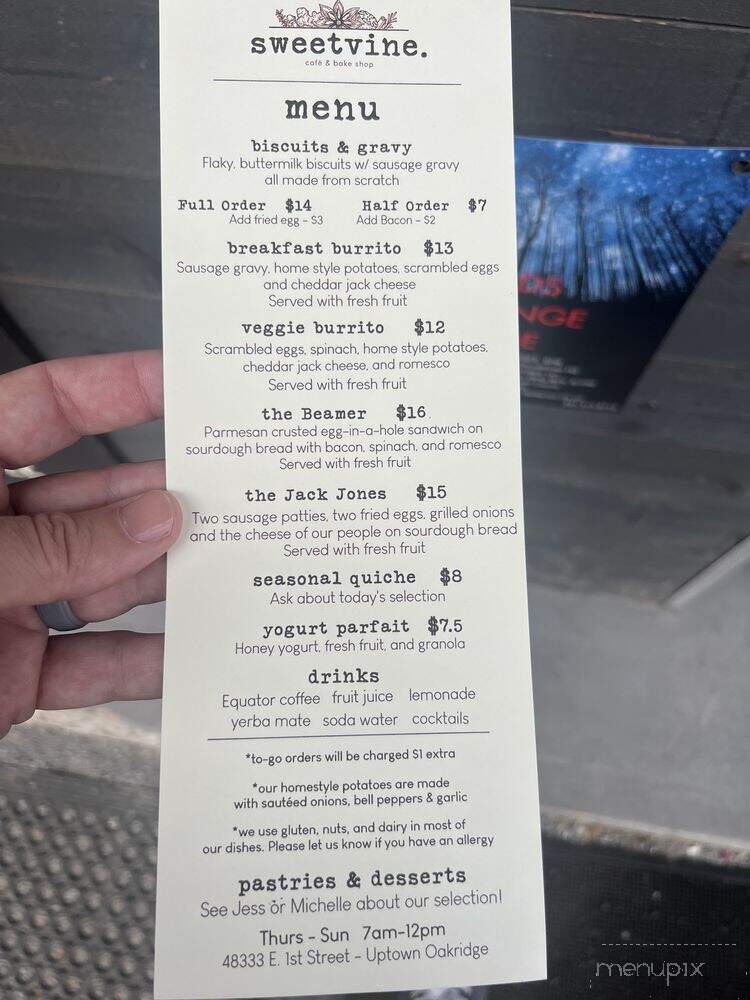 sweetvine.
café & bake shop
menu
biscuits & gravy
Flaky, buttermilk biscuits w/ sausage gravy
all made from scratch
Full Order $14 Half Order $7
Add fried egg - $3 Add Bacon - $2
breakfast burrito $13
Sausage gravy, home style potatoes, scrambled eggs
and cheddar jack cheese
Served with fresh fruit
veggie burrito $12
Scrambled eggs, spinach, home style potatoes,
cheddar jack cheese, and romesco
Served with fresh fruit
the Beamer $16
Parmesan crusted egg-in-a-hole sandwich on
sourdough bread with bacon, spinach, and romesco
Served with fresh fruit
the Jack Jones $15
Two sausage patties, two fried eggs, grilled onions
and the cheese of our people on sourdough bread
Served with fresh fruit
seasonal quiche $8
Ask about today's selection
yogurt parfait $7.5
Honey yogurt, fresh fruit, and granola
drinks
Equator coffee fruit juice lemonade
yerba mate soda water cocktails
*to-go orders will be charged $1 extra
*our homestyle potatoes are made
with sautéed onions, bell peppers & garlic
*we use gluten, nuts, and dairy in most of
our dishes. Please let us know if you have an allergy
pastries & desserts
See Jess or Michelle about our selection!
Thurs - Sun 7am-12pm
48333 E. 1st Street - Uptown Oakridge
menupix